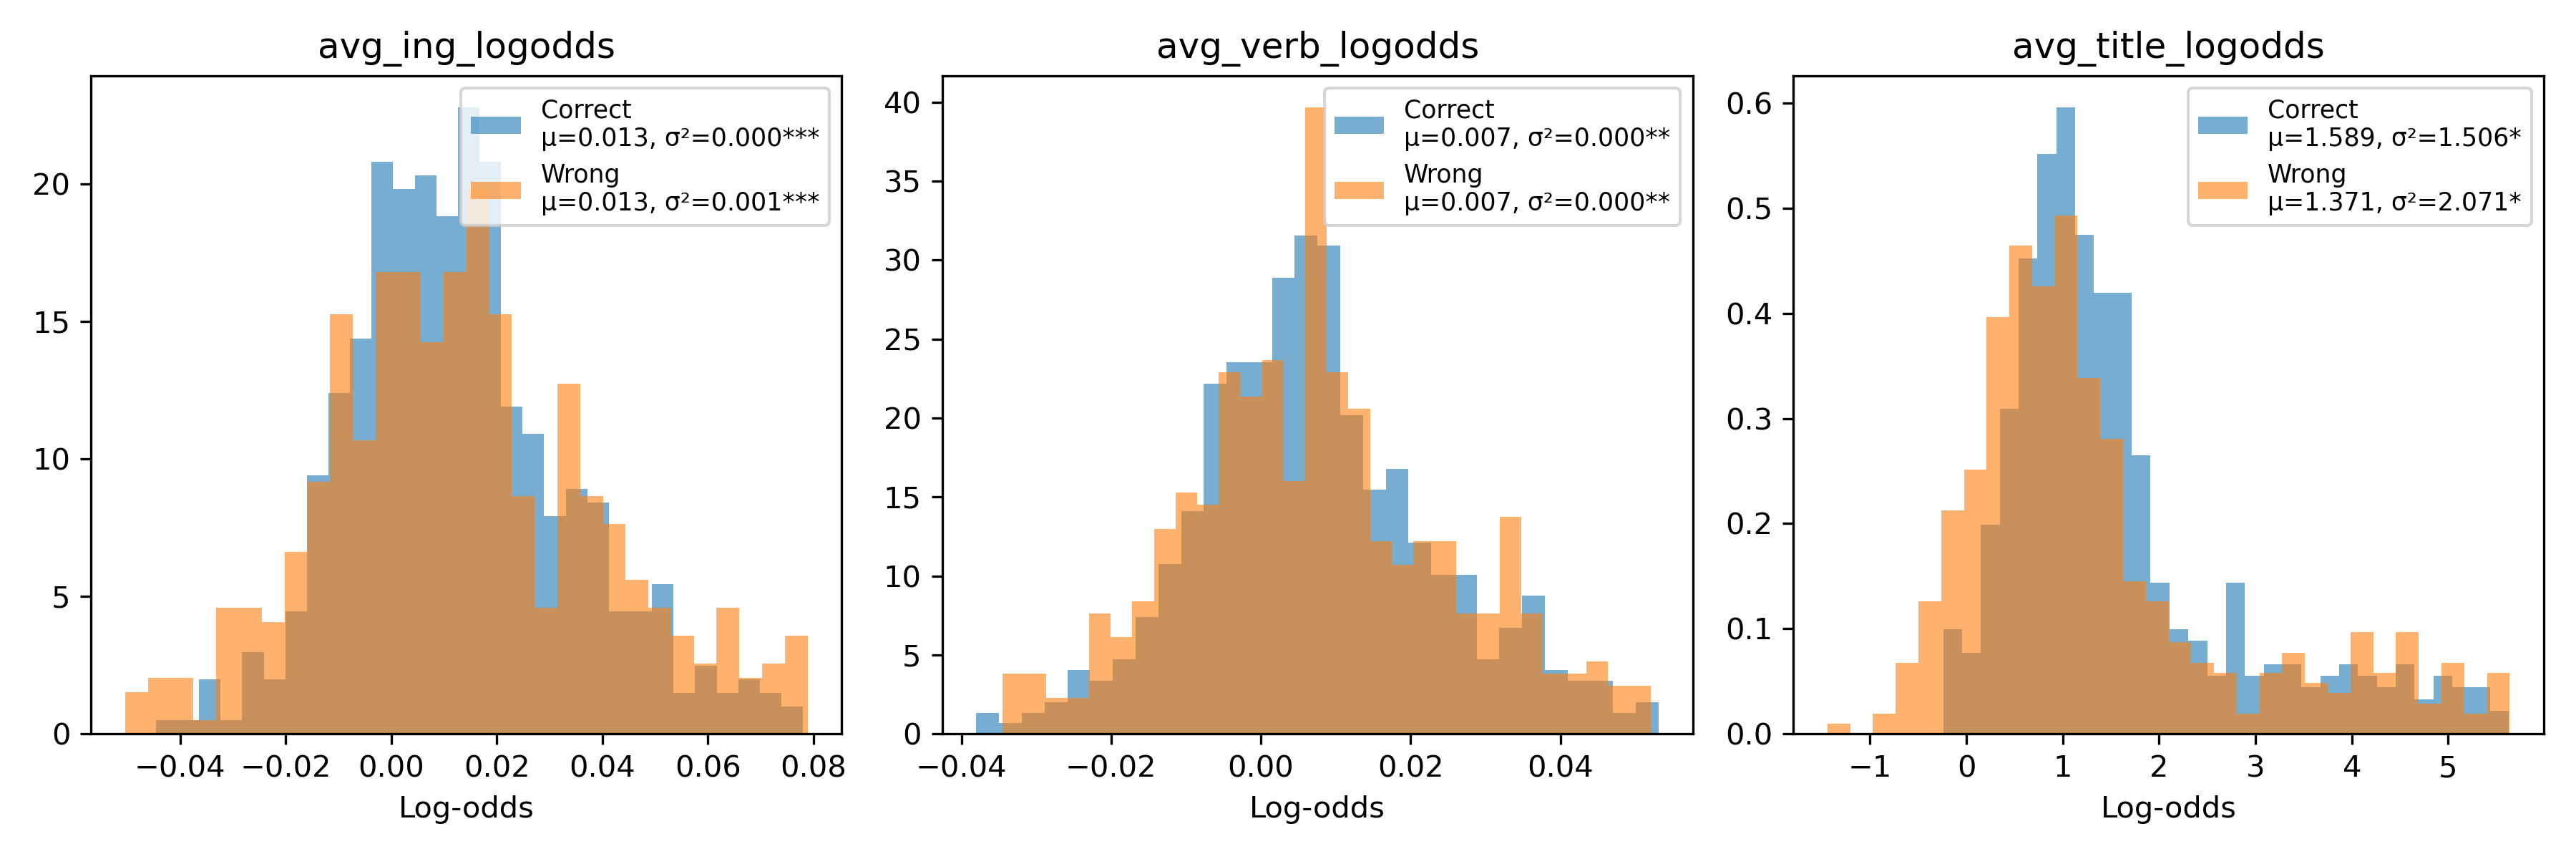 avg_ing_logodds
Correct
μ=0.013, σ²=0.000***
Wrong
μ=0.013, σ²=0.001***
20
15
10
5
0
−0.04
−0.02
0.00
0.02
0.04
0.06
0.08
Log-odds
avg_verb_logodds
Correct
μ=0.007, σ²=0.000**
Wrong
μ=0.007, σ²=0.000**
40
35
30
25
20
15
10
5
0
−0.04
−0.02
0.00
0.02
0.04
Log-odds
avg_title_logodds
Correct
μ=1.589, σ²=1.506*
Wrong
μ=1.371, σ²=2.071*
0.6
0.5
0.4
0.3
0.2
0.1
0.0
−1
0
1
2
3
4
5
Log-odds